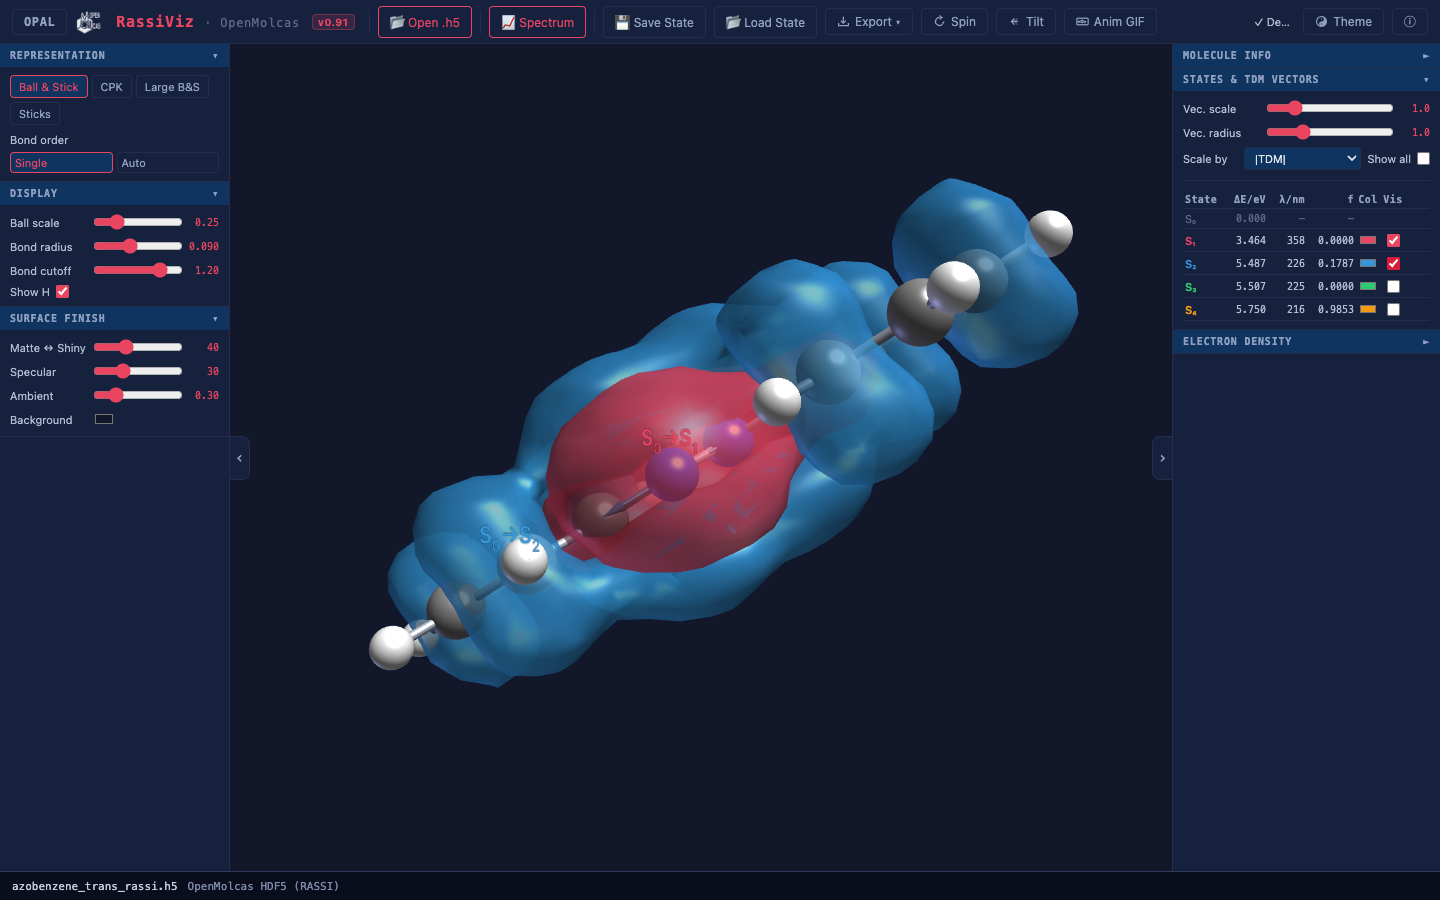 OPAL RassiViz · OpenMolcas v0.91 Open .h5 Spectrum Save State Load State Export ▾ Spin Tilt Anim GIF ✓ De... Theme ⓘ
REPRESENTATION ▾
Ball & Stick CPK Large B&S
Sticks
Bond order
Single Auto
DISPLAY ▾
Ball scale 0.25
Bond radius 0.090
Bond cutoff 1.20
Show H
SURFACE FINISH ▾
Matte ⇔ Shiny 40
Specular 30
Ambient 0.30
Background
S₀→S₁
S₀→S₂
MOLECULE INFO ►
STATES & TDM VECTORS ▾
Vec. scale 1.0
Vec. radius 1.0
Scale by |TDM| Show all
State ΔE/eV λ/nm f Col Vis
S₀ 0.000 — —
S₁ 3.464 358 0.0000
S₂ 5.487 226 0.1787
S₃ 5.507 225 0.0000
S₄ 5.750 216 0.9853
ELECTRON DENSITY ►
azobenzene_trans_rassi.h5 OpenMolcas HDF5 (RASSI)